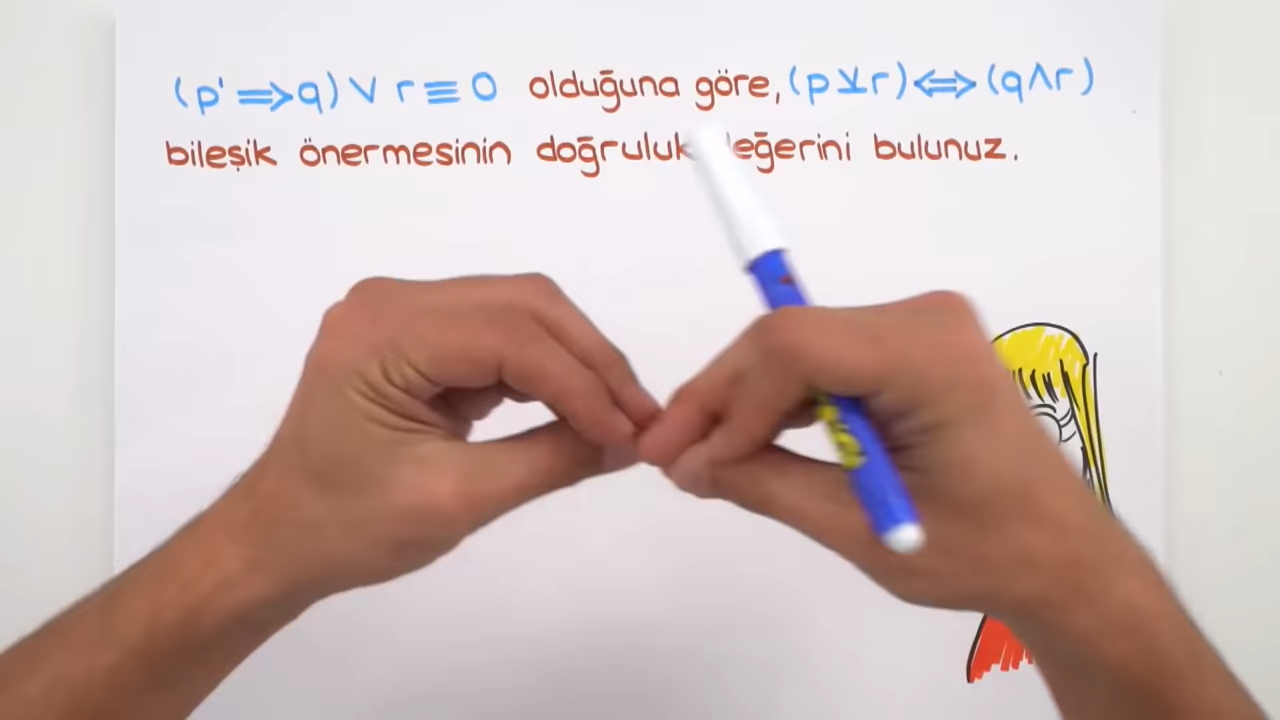 (p' ⇒ q) ∨ r ≡ 0 olduğuna göre, (p ⊻ r) ⇔ (q ∧ r)
bileşik önermesinin doğruluk değerini bulunuz.